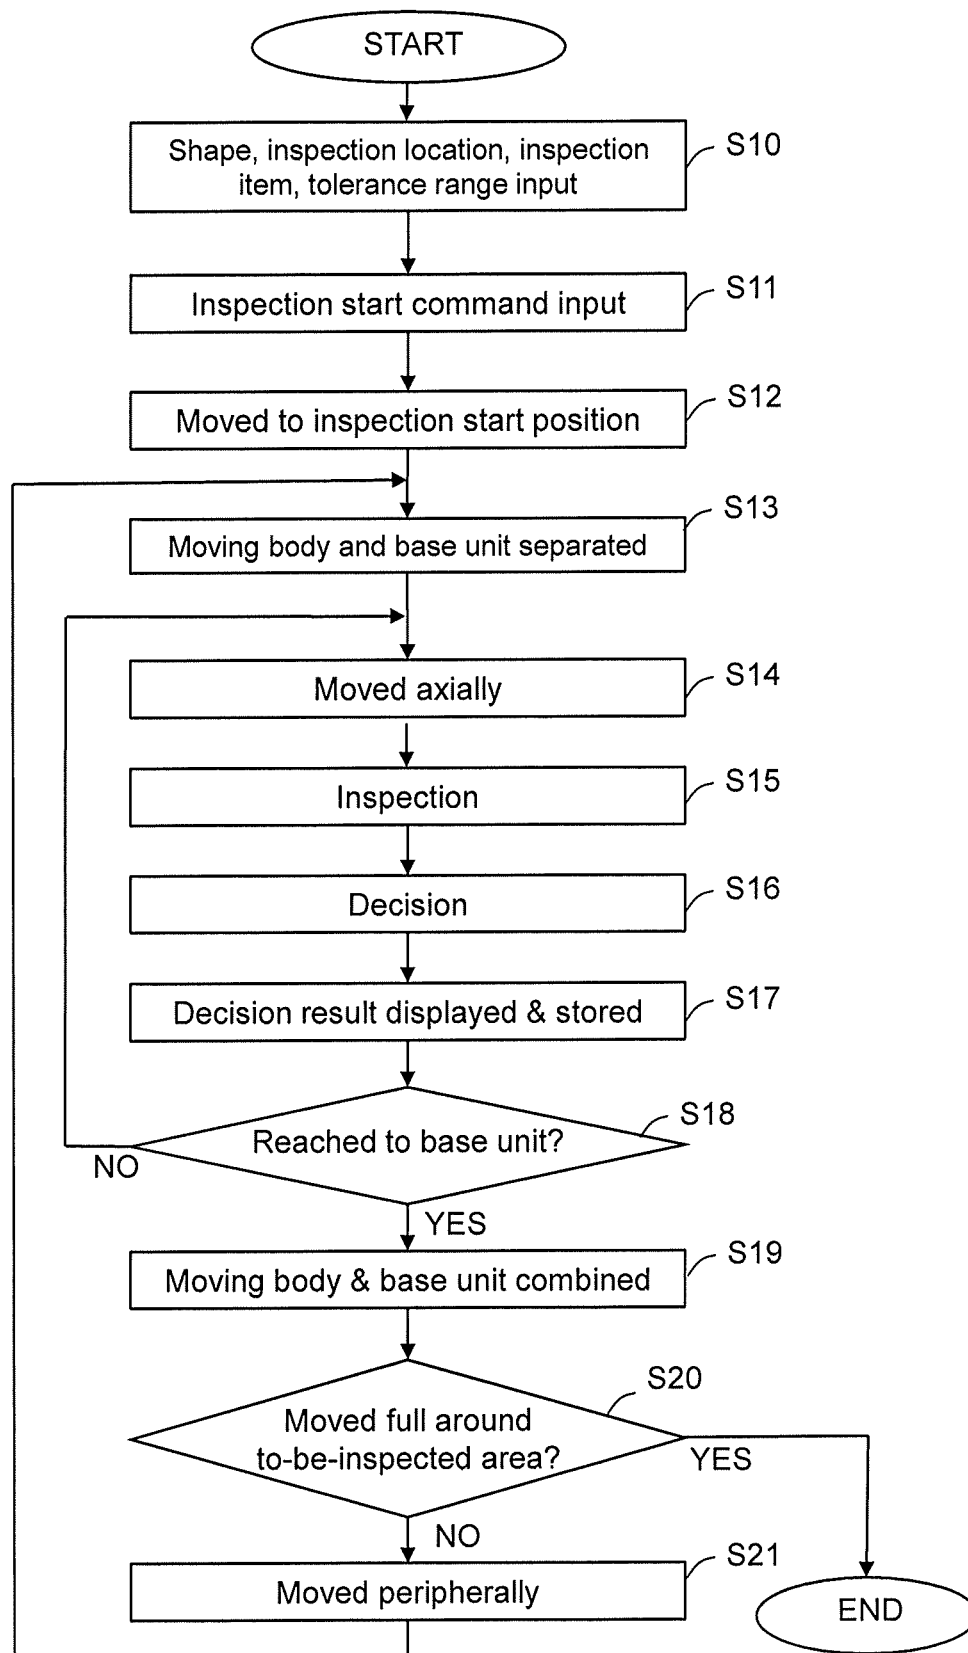 START
Shape, inspection location, inspection
item, tolerance range input
S10
Inspection start command input
S11
Moved to inspection start position
S12
Moving body and base unit separated
S13
Moved axially
S14
Inspection
S15
Decision
S16
Decision result displayed & stored
S17
Reached to base unit?
S18
NO
YES
Moving body & base unit combined
S19
Moved full around
to-be-inspected area?
S20
YES
NO
Moved peripherally
S21
END